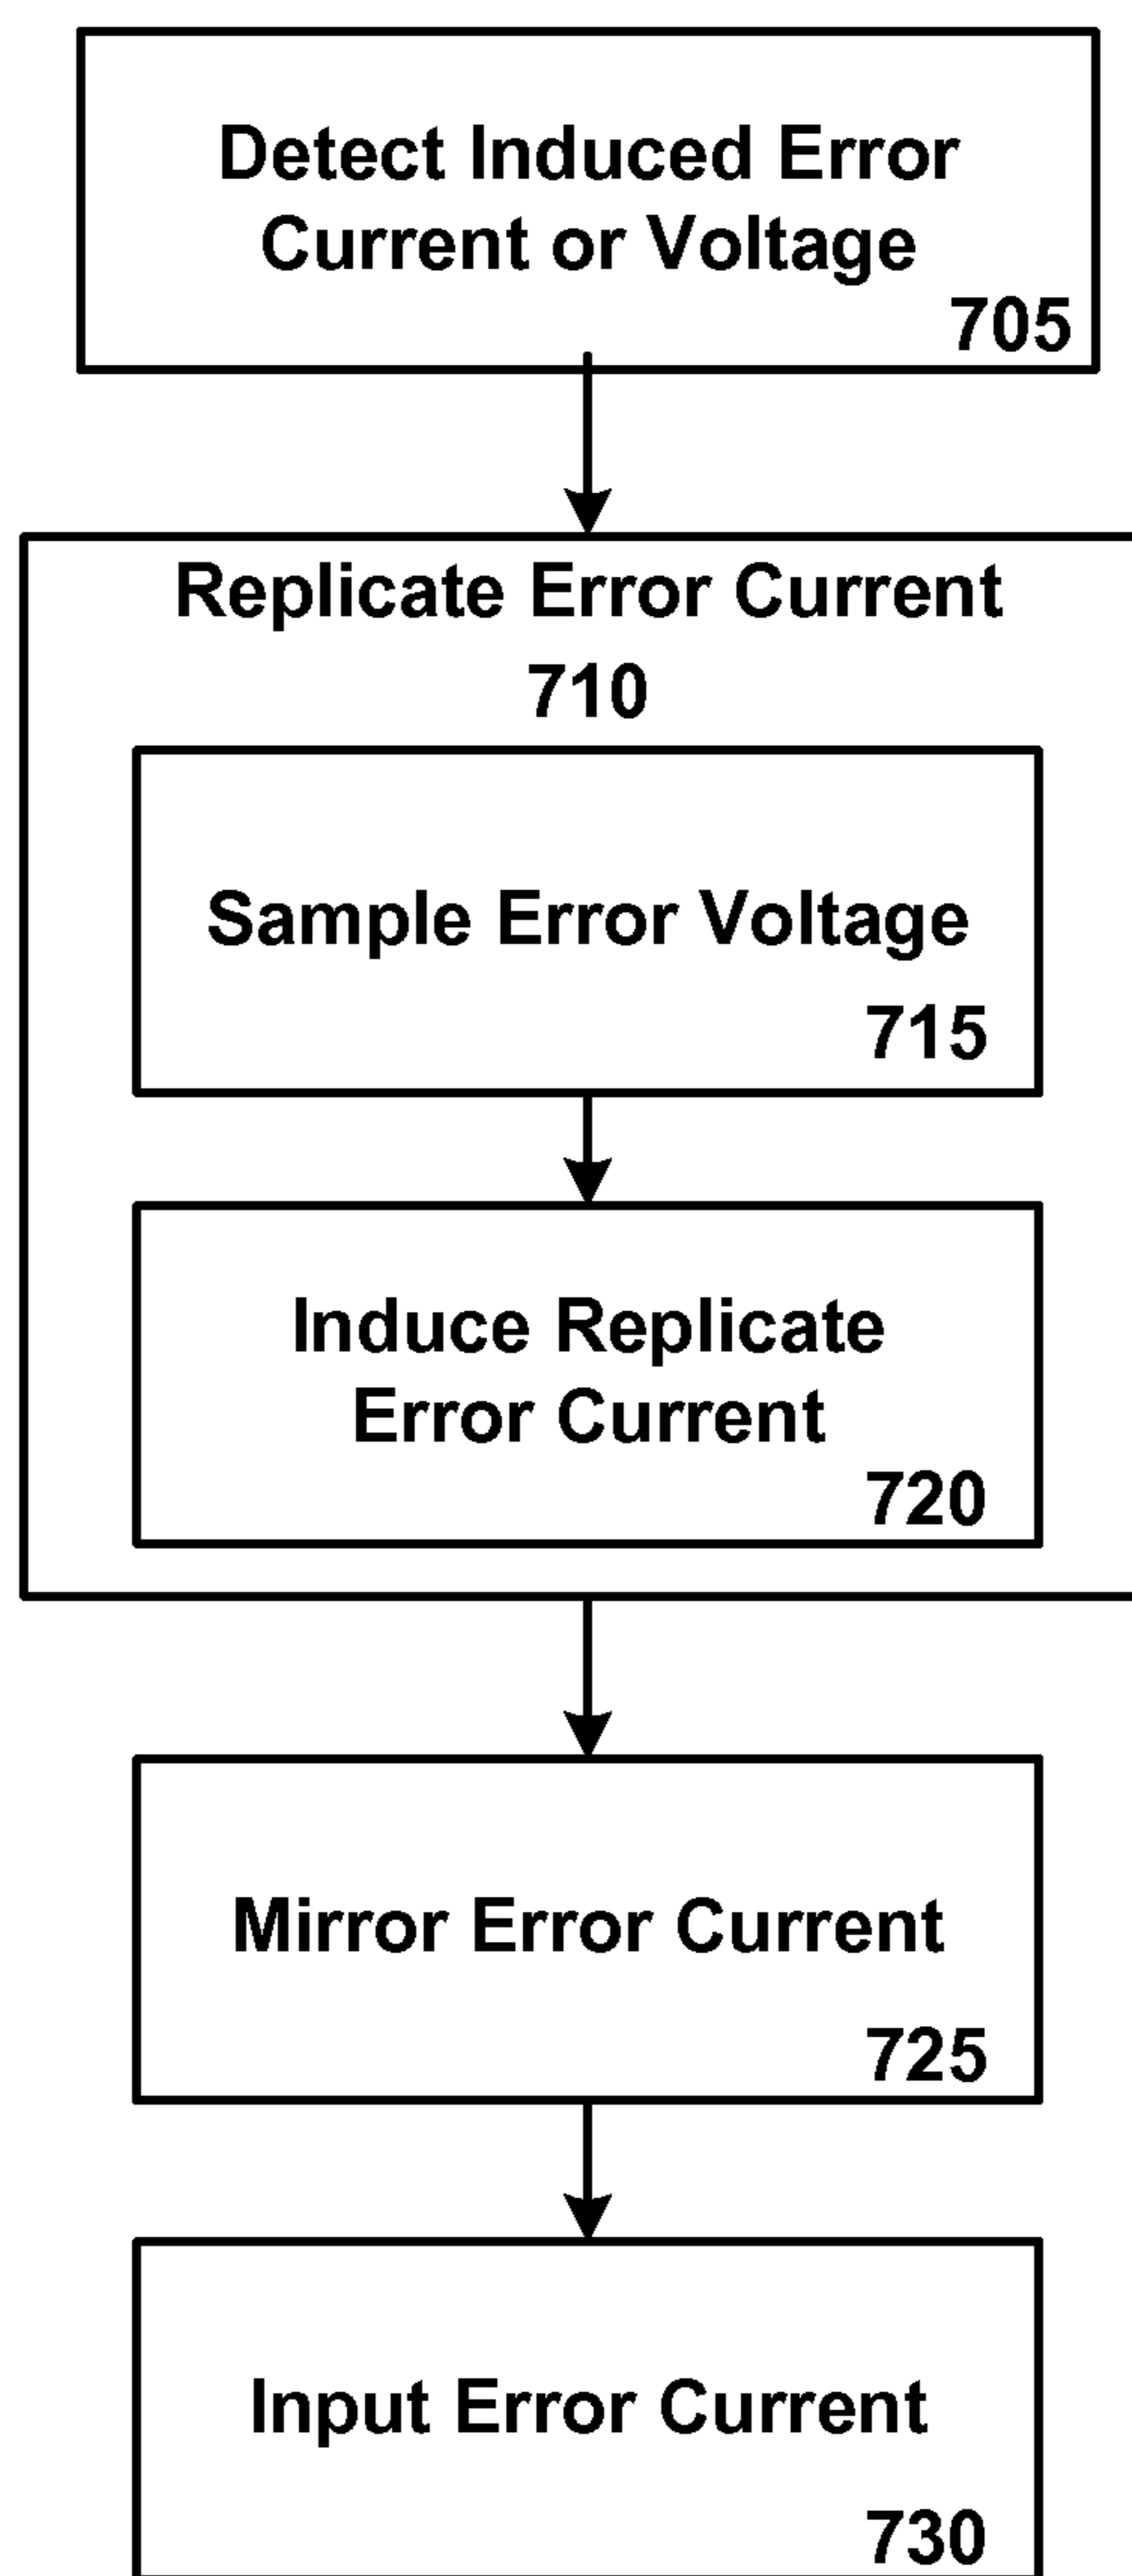 Detect Induced Error
Current or Voltage
705
Replicate Error Current
710
Sample Error Voltage
715
Induce Replicate
Error Current
720
Mirror Error Current
725
Input Error Current
730